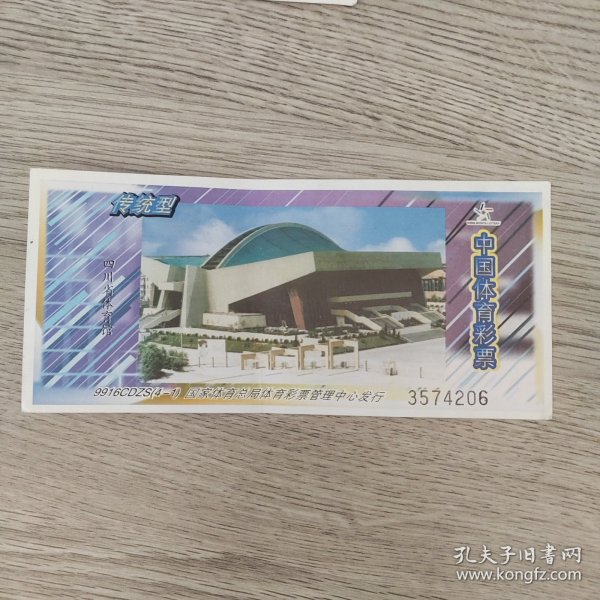 传统型
四川省体育馆
中国体育彩票
9916CDZS(4-1) 国家体育总局体育彩票管理中心发行 3574206
孔夫子旧书网
www.kongfz.com